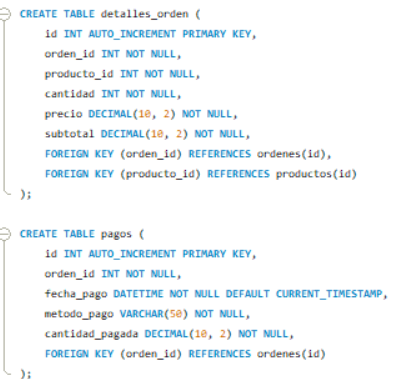 CREATE TABLE detalles_orden (
id INT AUTO_INCREMENT PRIMARY KEY,
orden_id INT NOT NULL,
producto_id INT NOT NULL,
cantidad INT NOT NULL,
precio DECIMAL(10, 2) NOT NULL,
subtotal DECIMAL(10, 2) NOT NULL,
FOREIGN KEY (orden_id) REFERENCES ordenes(id),
FOREIGN KEY (producto_id) REFERENCES productos(id)
);
CREATE TABLE pagos (
id INT AUTO_INCREMENT PRIMARY KEY,
orden_id INT NOT NULL,
fecha_pago DATETIME NOT NULL DEFAULT CURRENT_TIMESTAMP,
metodo_pago VARCHAR(50) NOT NULL,
cantidad_pagada DECIMAL(10, 2) NOT NULL,
FOREIGN KEY (orden_id) REFERENCES ordenes(id)
);